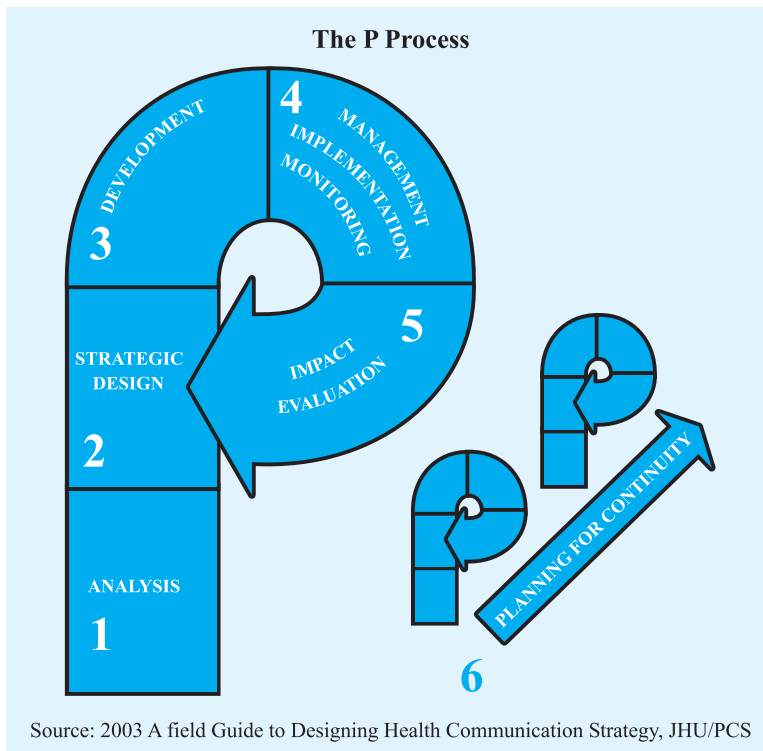 The P Process
4
MANAGEMENT
IMPLEMENTATION
MONITORING
DEVELOPMENT
3
5
IMPACT
EVALUATION
STRATEGIC
DESIGN
2
ANALYSIS
1
PLANNING FOR CONTINUITY
6
Source: 2003 A field Guide to Designing Health Communication Strategy, JHU/PCS